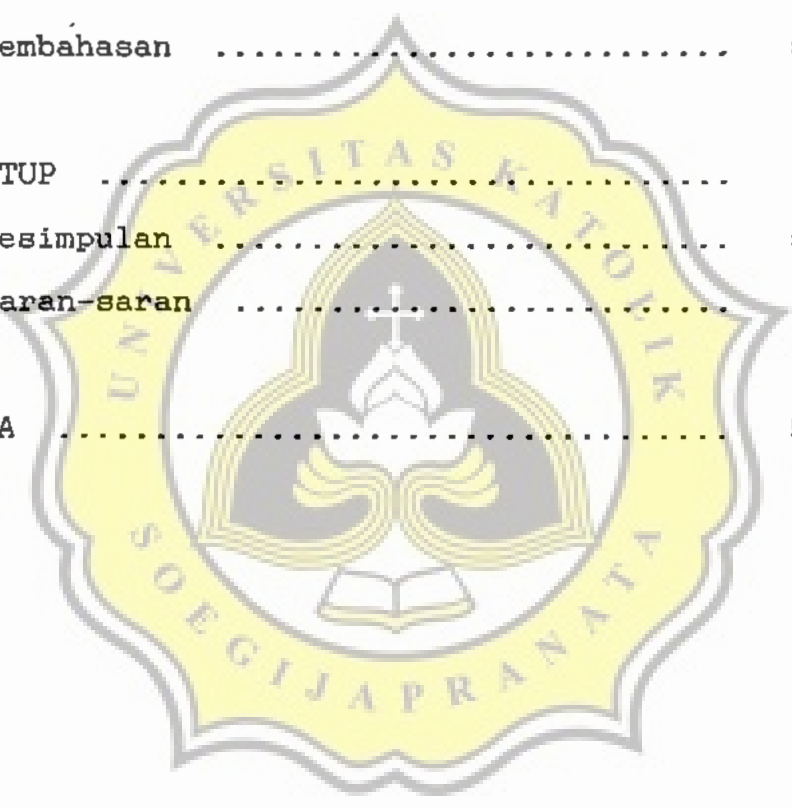 embahasan ................................
TUP .......................................
esimpulan ................................
aran-saran ...............................
A ..........................................
UNIVERSITAS KATOLIK
SOEGIJAPRANATA